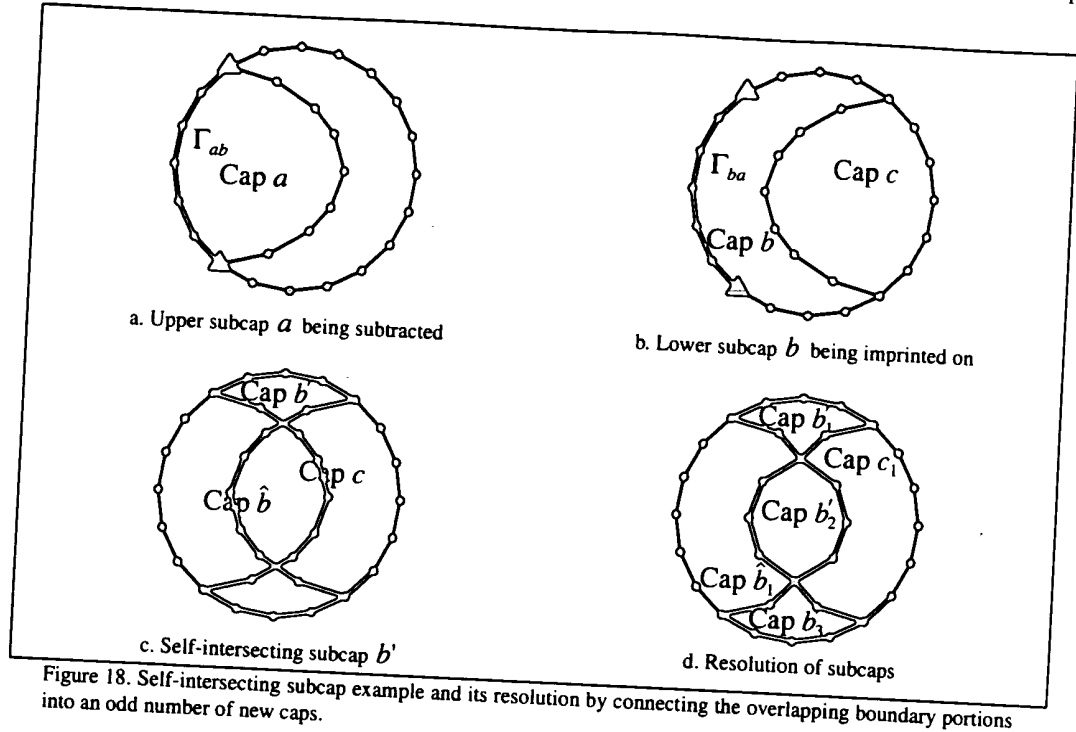 Γab
Cap a
a. Upper subcap a being subtracted
Γba
Cap c
Cap b
b. Lower subcap b being imprinted on
Cap b'
Cap c
Cap b̂
c. Self-intersecting subcap b'
Cap b'1
Cap c1
Cap b'2
Cap b̂1
Cap b3
d. Resolution of subcaps
Figure 18. Self-intersecting subcap example and its resolution by connecting the overlapping boundary portions
into an odd number of new caps.